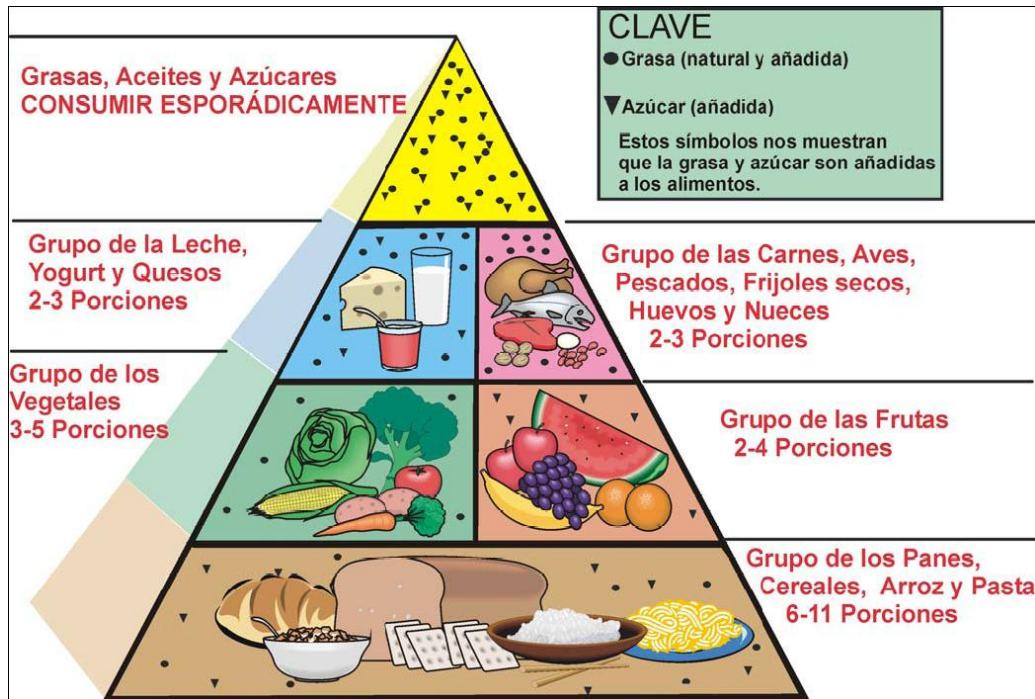 CLAVE
Grasa (natural y añadida)
Azúcar (añadida)
Estos símbolos nos muestran
que la grasa y azúcar son añadidas
a los alimentos.
Grasas, Aceites y Azúcares
CONSUMIR ESPORÁDICAMENTE
Grupo de la Leche,
Yogurt y Quesos
2-3 Porciones
Grupo de las Carnes, Aves,
Pescados, Frijoles secos,
Huevos y Nueces
2-3 Porciones
Grupo de los
Vegetales
3-5 Porciones
Grupo de las Frutas
2-4 Porciones
Grupo de los Panes,
Cereales, Arroz y Pasta
6-11 Porciones